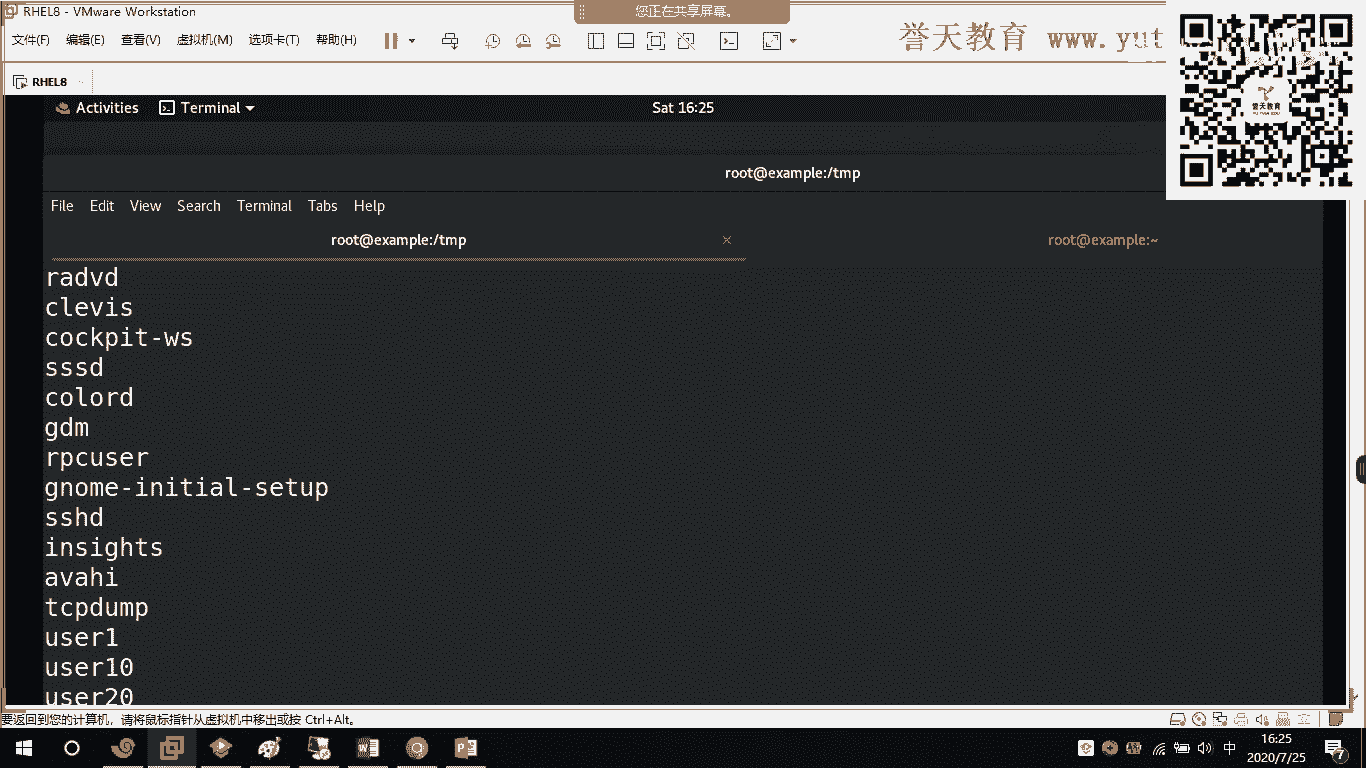 RHEL8 - VMware Workstation
您正在共享屏幕。
文件(F) 编辑(E) 查看(V) 虚拟机(M) 选项卡(T) 帮助(H)
誉天教育 www.yut
RHEL8
誉天教育
Activities Terminal Sat 16:25
root@example:/tmp
File Edit View Search Terminal Tabs Help
root@example:/tmp × root@example:~
radvd
clevis
cockpit-ws
sssd
colord
gdm
rpcuser
gnome-initial-setup
sshd
insights
avahi
tcpdump
user1
user10
user20
要返回到您的计算机，请将鼠标指针从虚拟机中移出或按 Ctrl+Alt。
中
16:25
2020/7/25
7